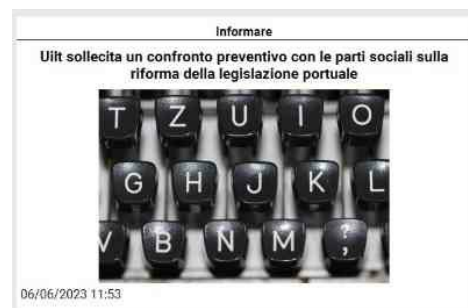 Informare
Uilt sollecita un confronto preventivo con le parti sociali sulla
riforma della legislazione portuale
T Z U I O
G H J K L
V B N M ? ;
06/06/2023 11:53